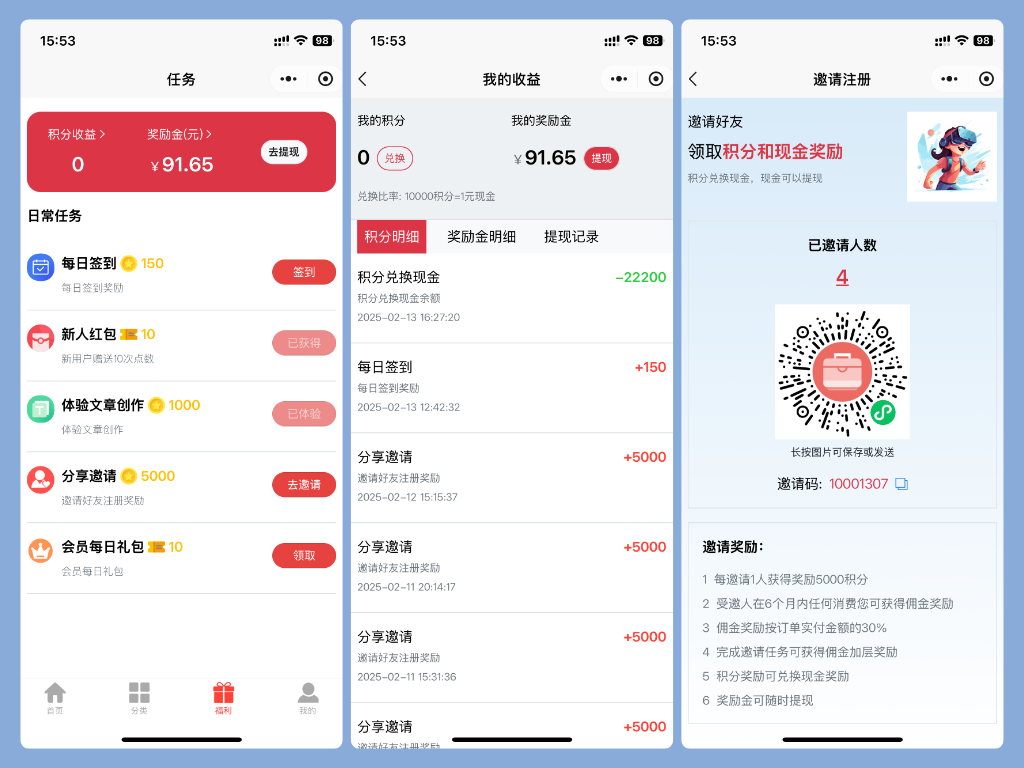 15:53
98
任务
积分收益
奖励金(元)
0
¥91.65
去提现
日常任务
每日签到 150
每日签到奖励
签到
新人红包 10
新用户赠送10次点数
已获得
体验文章创作 1000
体验文章创作
已体验
分享邀请 5000
邀请好友注册奖励
去邀请
会员每日礼包 10
会员每日礼包
领取
首页
分类
福利
我的
15:53
98
我的收益
我的积分
我的奖励金
0
兑换
¥91.65
提现
兑换比率: 10000积分=1元现金
积分明细
奖励金明细
提现记录
积分兑换现金
-22200
积分兑换现金余额
2025-02-13 16:27:20
每日签到
+150
每日签到奖励
2025-02-13 12:42:32
分享邀请
+5000
邀请好友注册奖励
2025-02-12 15:15:37
分享邀请
+5000
邀请好友注册奖励
2025-02-11 20:14:17
分享邀请
+5000
邀请好友注册奖励
2025-02-11 15:31:36
分享邀请
+5000
邀请好友注册奖励
15:53
98
邀请注册
邀请好友
领取积分和现金奖励
积分兑换现金，现金可以提现
已邀请人数
4
长按图片可保存或发送
邀请码: 10001307
邀请奖励：
1 每邀请1人获得奖励5000积分
2 受邀人在6个月内任何消费您可获得佣金奖励
3 佣金奖励按订单实付金额的30%
4 完成邀请任务可获得佣金加层奖励
5 积分奖励可兑换现金奖励
6 奖励金可随时提现